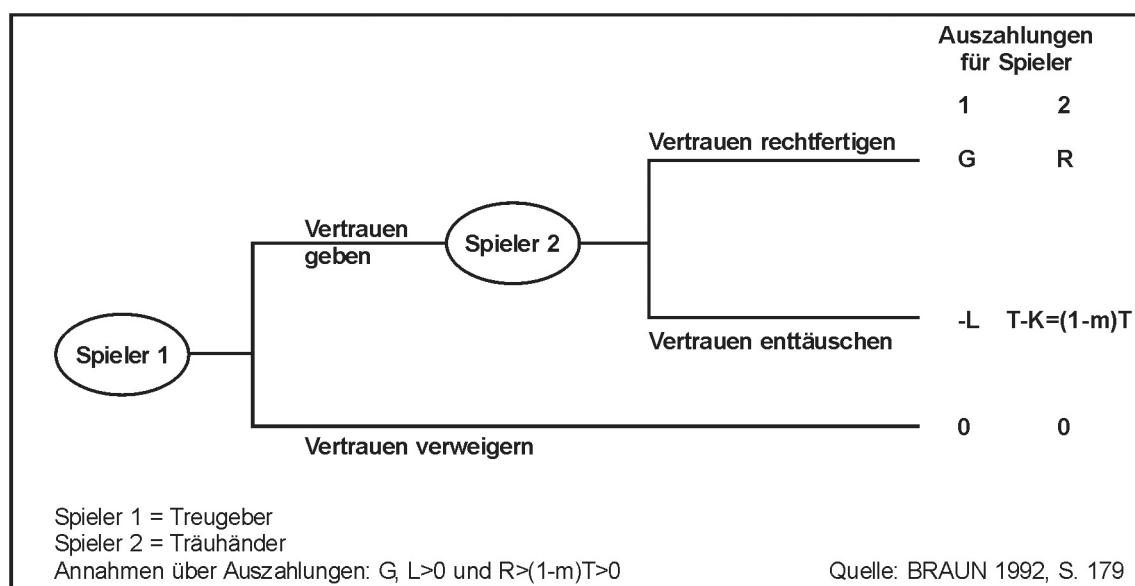 Auszahlungen
für Spieler
1 2
Vertrauen rechtfertigen G R
Vertrauen
geben
Spieler 2
-L T-K=(1-m)T
Vertrauen enttäuschen
Spieler 1
0 0
Vertrauen verweigern
Spieler 1 = Treugeber
Spieler 2 = Träuhänder
Annahmen über Auszahlungen: G, L>0 und R>(1-m)T>0 Quelle: BRAUN 1992, S. 179